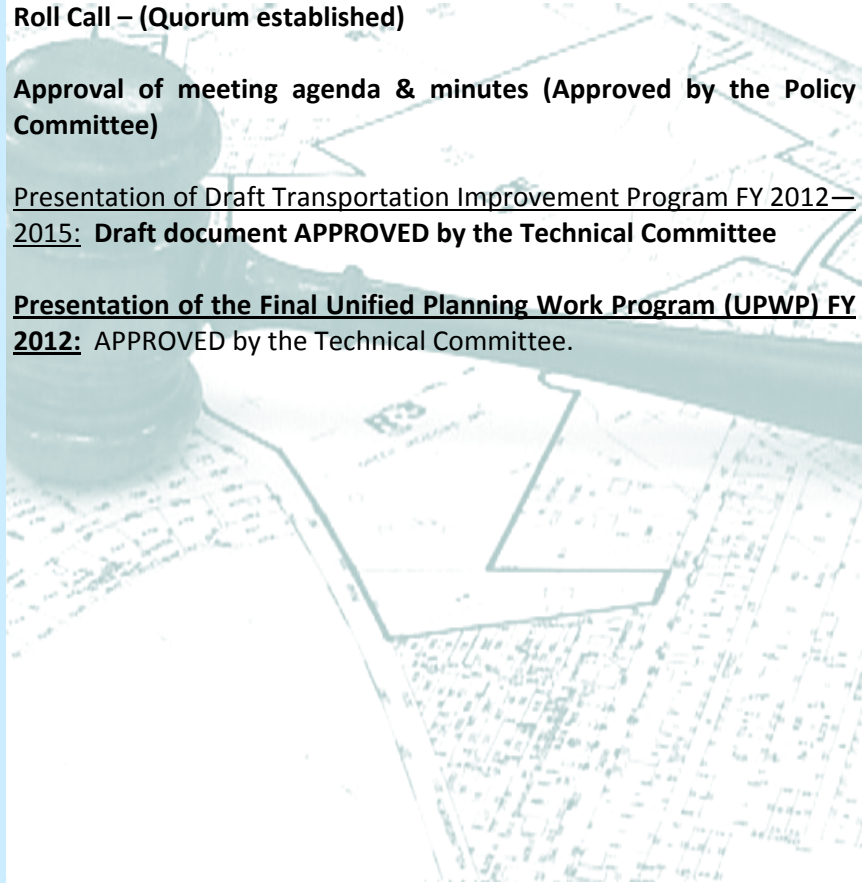 Roll Call – (Quorum established)
Approval of meeting agenda & minutes (Approved by the Policy
Committee)
Presentation of Draft Transportation Improvement Program FY 2012—
2015: Draft document APPROVED by the Technical Committee
Presentation of the Final Unified Planning Work Program (UPWP) FY
2012: APPROVED by the Technical Committee.
R3